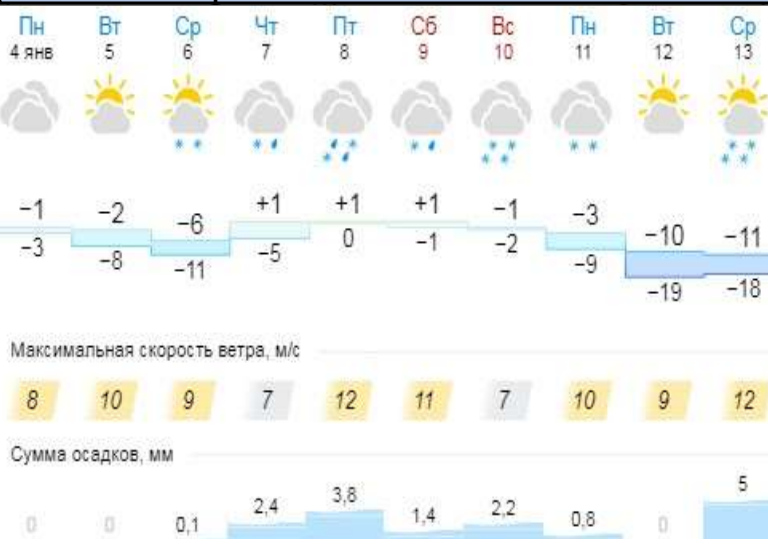 Пн Вт Ср Чт Пт Сб Вс Пн Вт Ср
4 янв 5 6 7 8 9 10 11 12 13
−1 −2 −6 +1 +1 +1 −1 −3 −10 −11
−3 −8 −11 −5 0 −1 −2 −9 −19 −18
Максимальная скорость ветра, м/с
8 10 9 7 12 11 7 10 9 12
Сумма осадков, мм
0 0 0,1 2,4 3,8 1,4 2,2 0,8 0 5